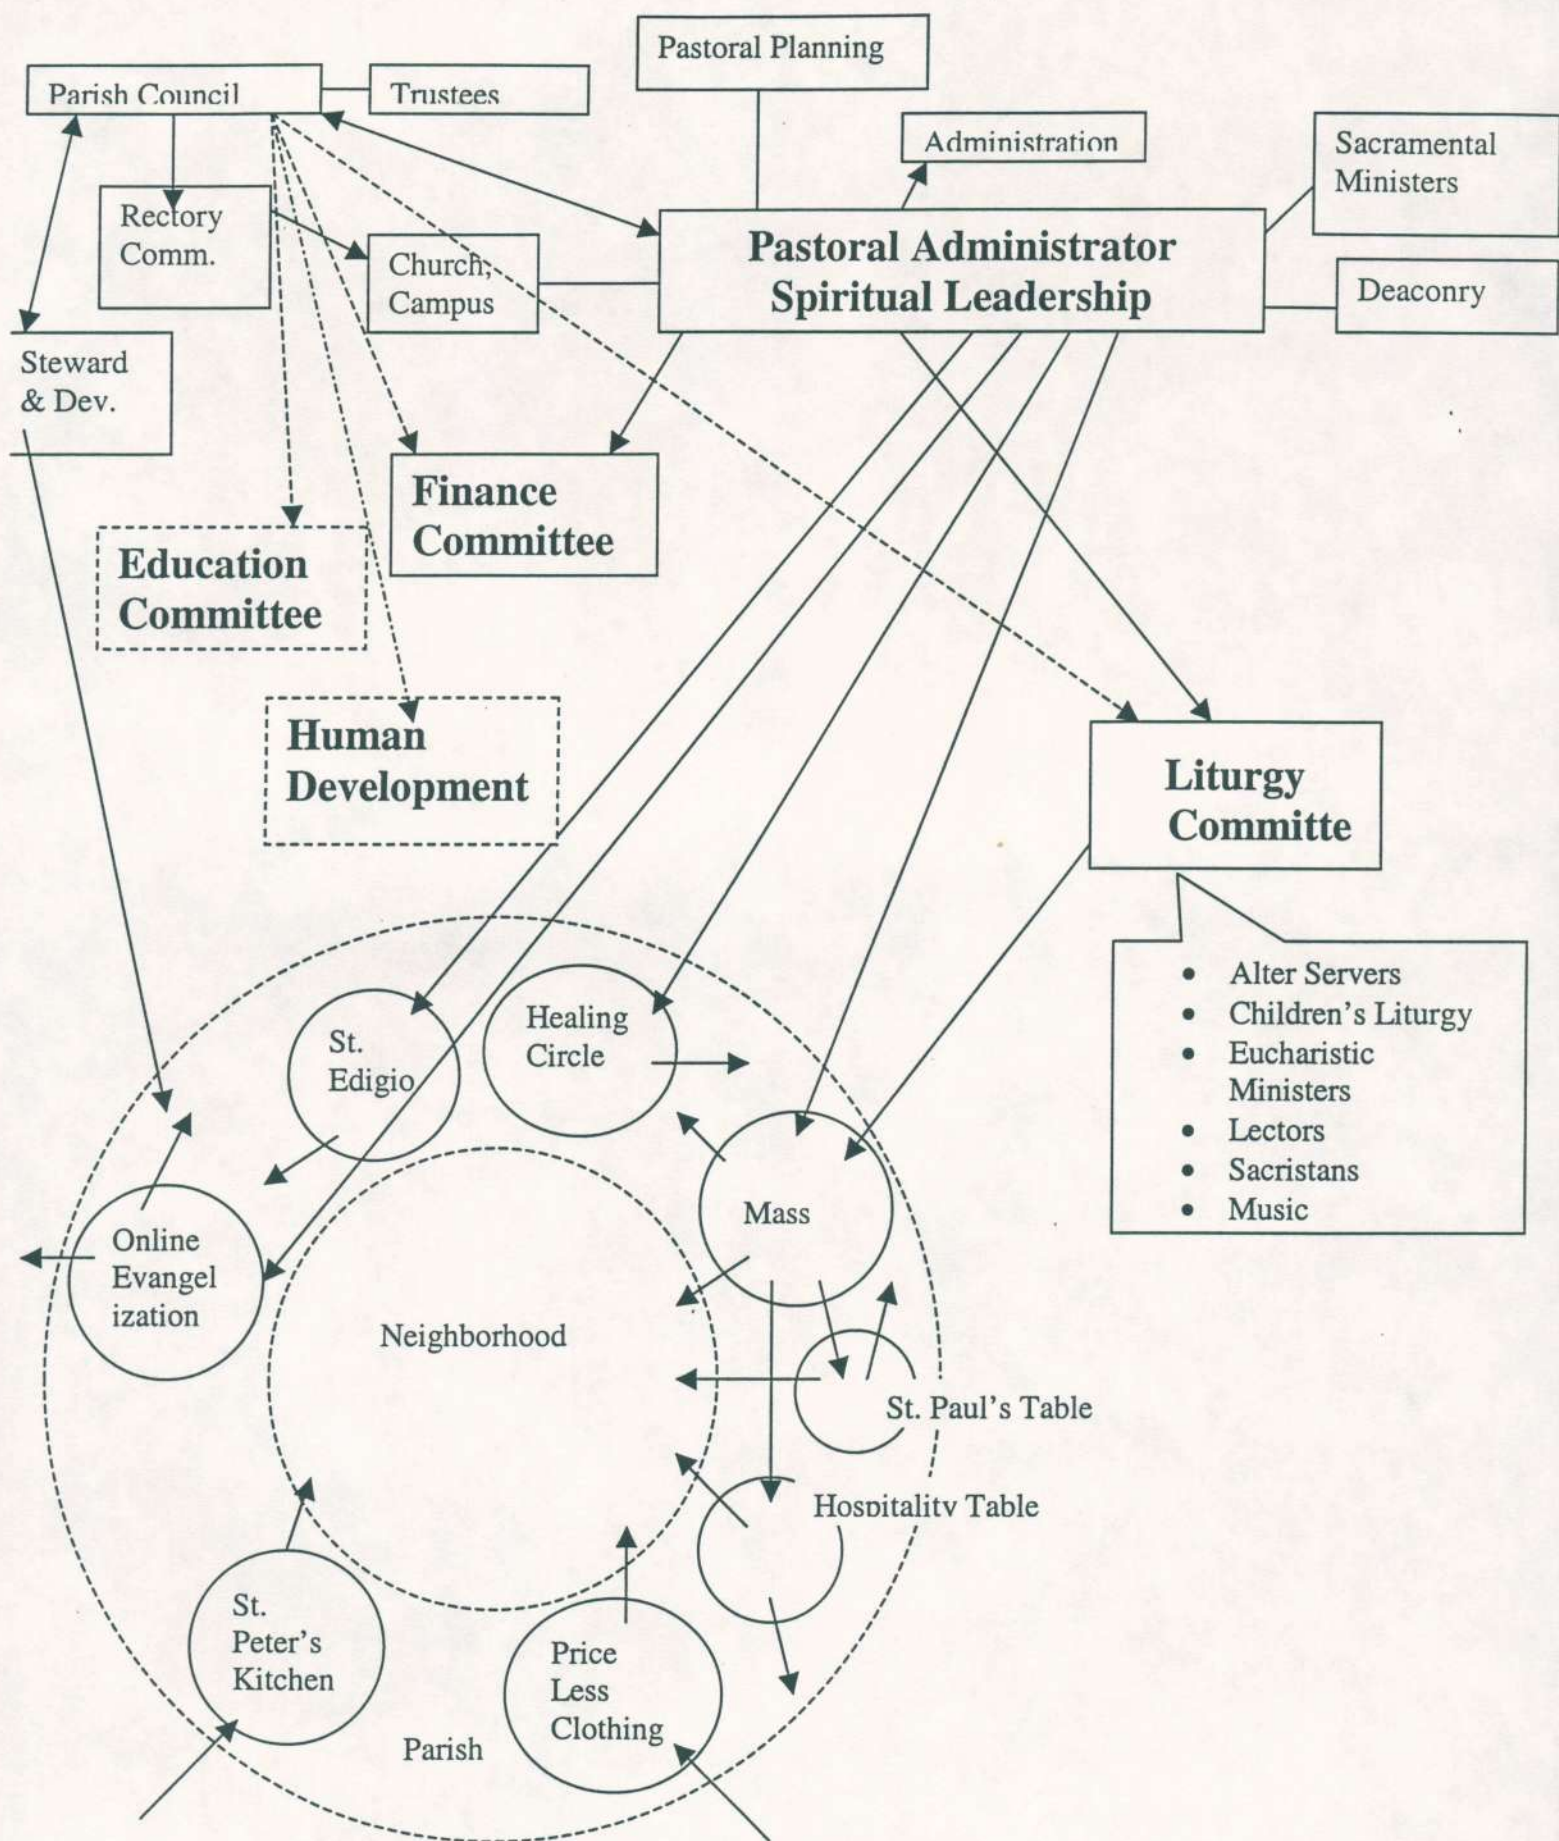 Pastoral Planning
Parish Council
Trustees
Administration
Sacramental
Ministers
Rectory
Comm.
Church,
Campus
Pastoral Administrator
Spiritual Leadership
Deaconry
Steward
& Dev.
Finance
Committee
Education
Committee
Human
Development
Liturgy
Committe
• Alter Servers
• Children's Liturgy
• Eucharistic
Ministers
• Lectors
• Sacristans
• Music
Healing
Circle
St.
Edigio
Mass
Online
Evangel
ization
Neighborhood
St. Paul's Table
Hospitality Table
St.
Peter's
Kitchen
Price
Less
Clothing
Parish